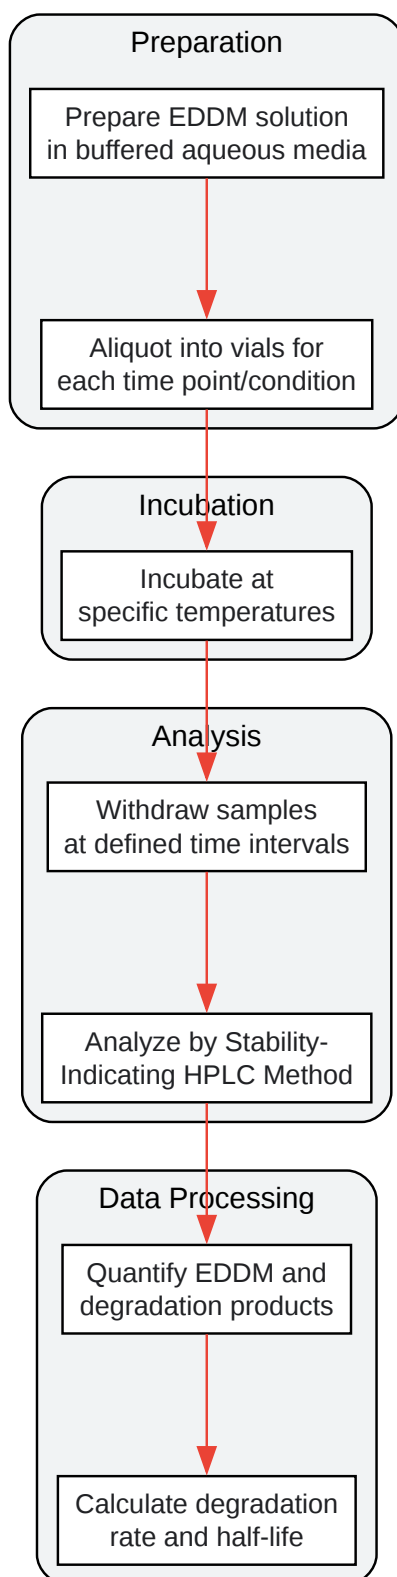 Preparation
Prepare EDDM solution
in buffered aqueous media
Aliquot into vials for
each time point/condition
Incubation
Incubate at
specific temperatures
Analysis
Withdraw samples
at defined time intervals
Analyze by Stability-
Indicating HPLC Method
Data Processing
Quantify EDDM and
degradation products
Calculate degradation
rate and half-life